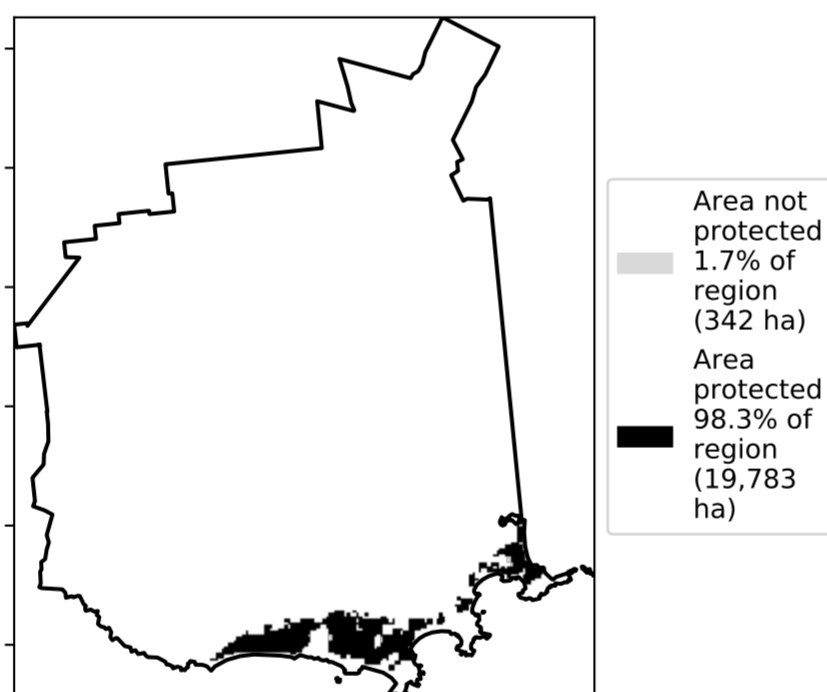 Area not
protected
1.7% of
region
(342 ha)
Area
protected
98.3% of
region
(19,783
ha)